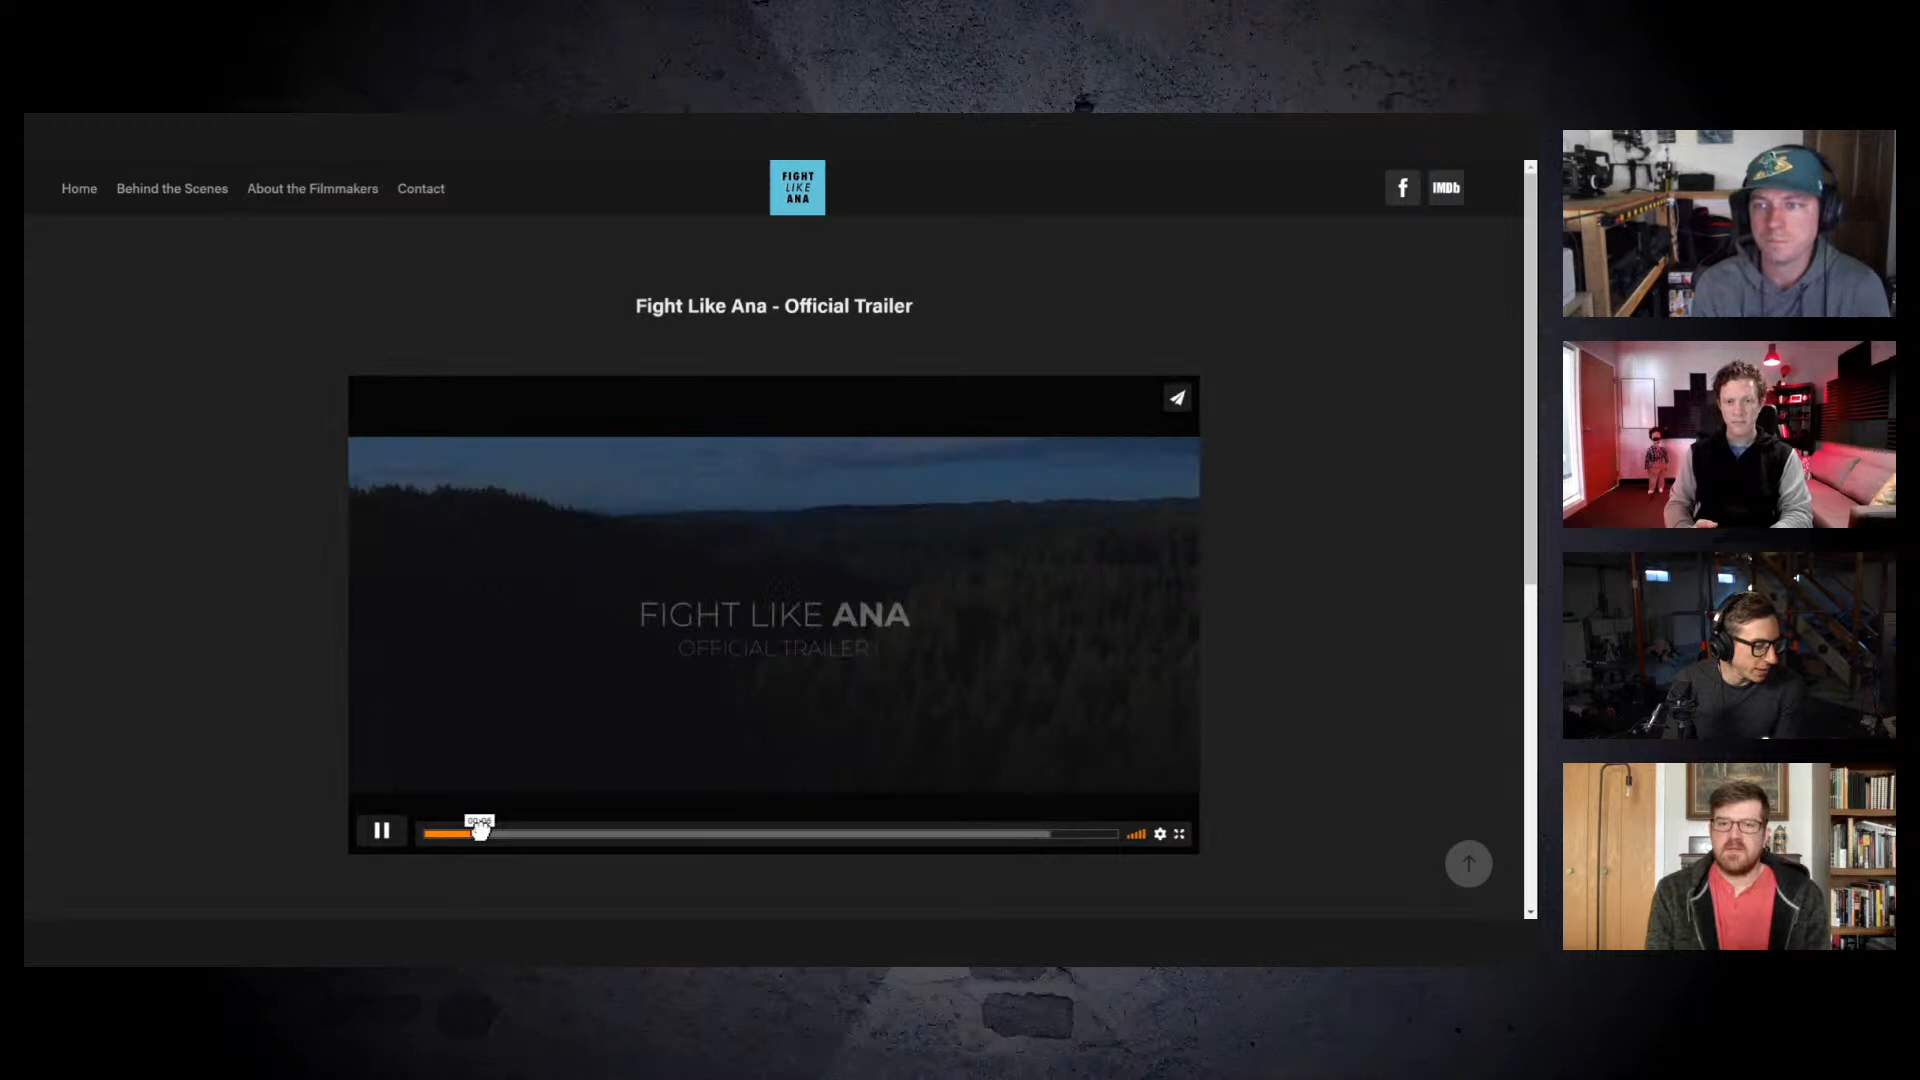 Home Behind the Scenes About the Filmmakers Contact
FIGHT
LIKE
ANA
f IMDb
Fight Like Ana - Official Trailer
FIGHT LIKE ANA
OFFICIAL TRAILER